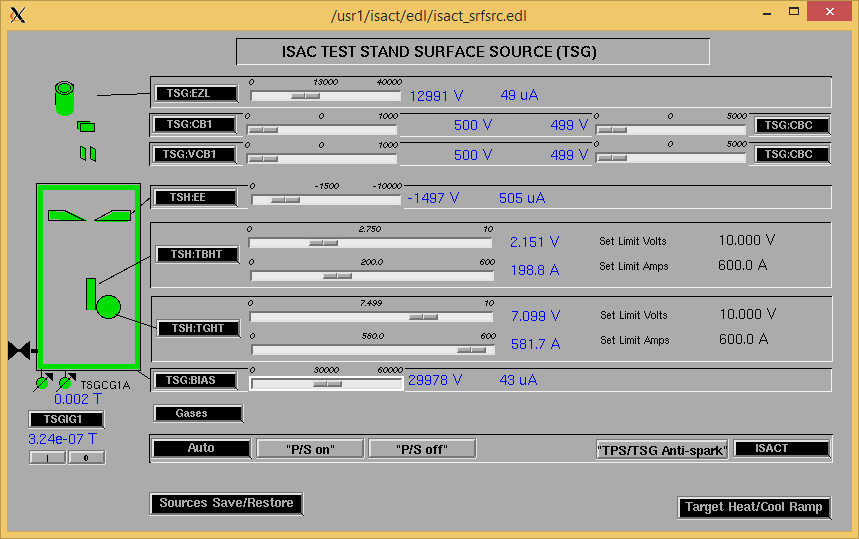 /usr1/isact/edl/isact_srfsrc.edl
ISAC TEST STAND SURFACE SOURCE (TSG)
0 13000 40000
TSG:EZL 12991 V 49 uA
0 0 1000 0 0 5000
TSG:CB1 500 V 499 V TSG:CBC
0 0 1000 0 0 5000
TSG:VCB1 500 V 499 V TSG:CBC
0 -1500 -10000
TSH:EE -1497 V 505 uA
0 2.750 10
2.151 V Set Limit Volts 10.000 V
TSH:TBHT
0 200.0 600
198.8 A Set Limit Amps 600.0 A
0 7.499 10
7.099 V Set Limit Volts 10.000 V
TSH:TGHT
0 580.0 600
581.7 A Set Limit Amps 600.0 A
0 30000 60000
TSG:BIAS 29978 V 43 uA
TSGCG1A
0.002 T
TSGIG1
3.24e-07 T
I 0
Gases
Auto "P/S on" "P/S off" "TPS/TSG Anti-spark" ISACT
Sources Save/Restore Target Heat/Cool Ramp